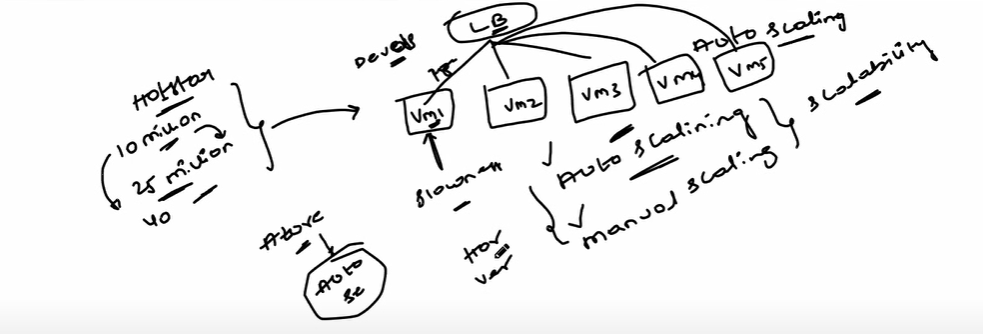 LB
Devops
Auto scaling
Hotstar
10 million
25 million
40
Vm1
Vm2
Vm3
Vm4
Vm5
slowness
Auto scalining
manual scaling
scalability
Azure
Auto
Sc
Hor
ver